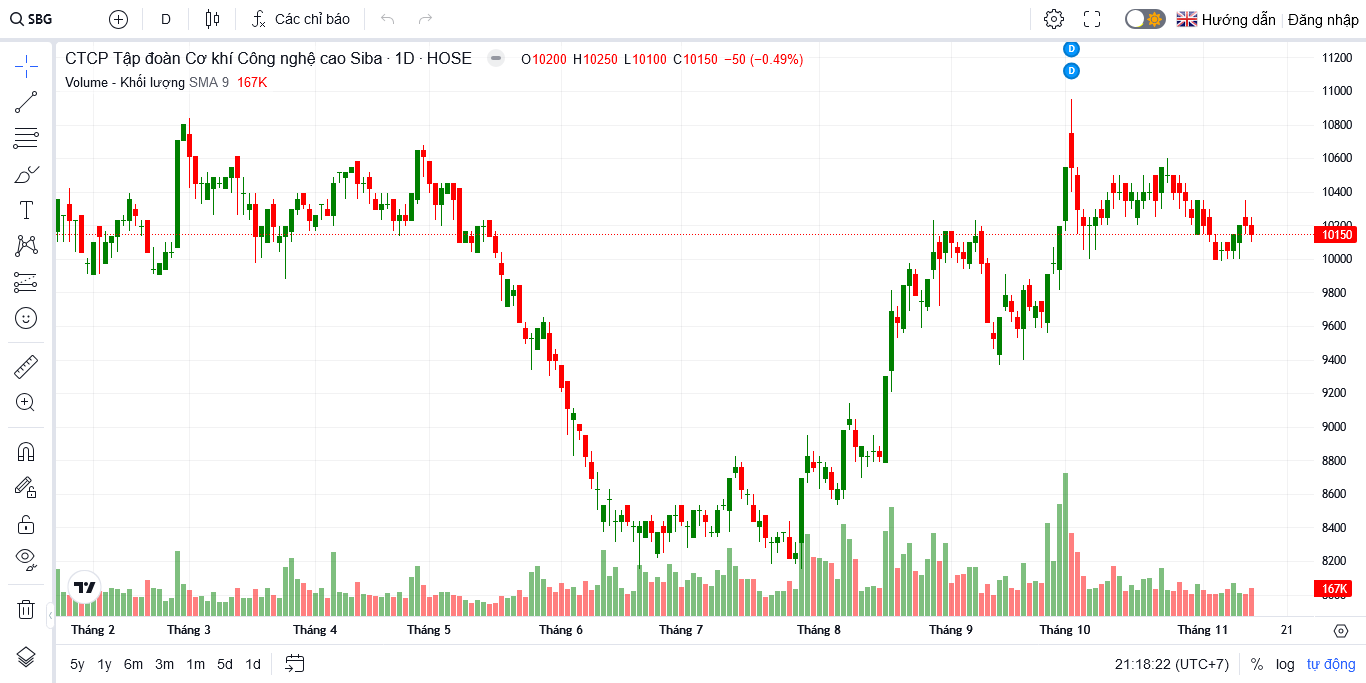 SBG D Các chỉ báo Hướng dẫn Đăng nhập
CTCP Tập đoàn Cơ khí Công nghệ cao Siba · 1D · HOSE O10200 H10250 L10100 C10150 −50 (−0.49%)
Volume - Khối lượng SMA 9 167K
D
D
11200
11000
10800
10600
10400
10200
10150
10000
9800
9600
9400
9200
9000
8800
8600
8400
8200
167K
8000
Tháng 2 Tháng 3 Tháng 4 Tháng 5 Tháng 6 Tháng 7 Tháng 8 Tháng 9 Tháng 10 Tháng 11 21
5y 1y 6m 3m 1m 5d 1d 21:18:22 (UTC+7) % log tự động